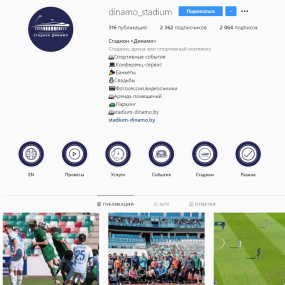 СТАДИОН ДИНАМО
dinamo_stadium Подписаться
316 публикаций 2 362 подписчиков 2 064 подписок
Стадион «Динамо»
Стадион, арена или спортивный комплекс
Спортивные события
Конференц-сервис
Банкеты
Свадьбы
Фотосессии,видеосъемки
Аренда помещений
Паркинг
stadium-dinamo.by
stadium-dinamo.by
EN Проекты Услуги События Стадион Разное
ПУБЛИКАЦИИ IGTV ОТМЕТКИ